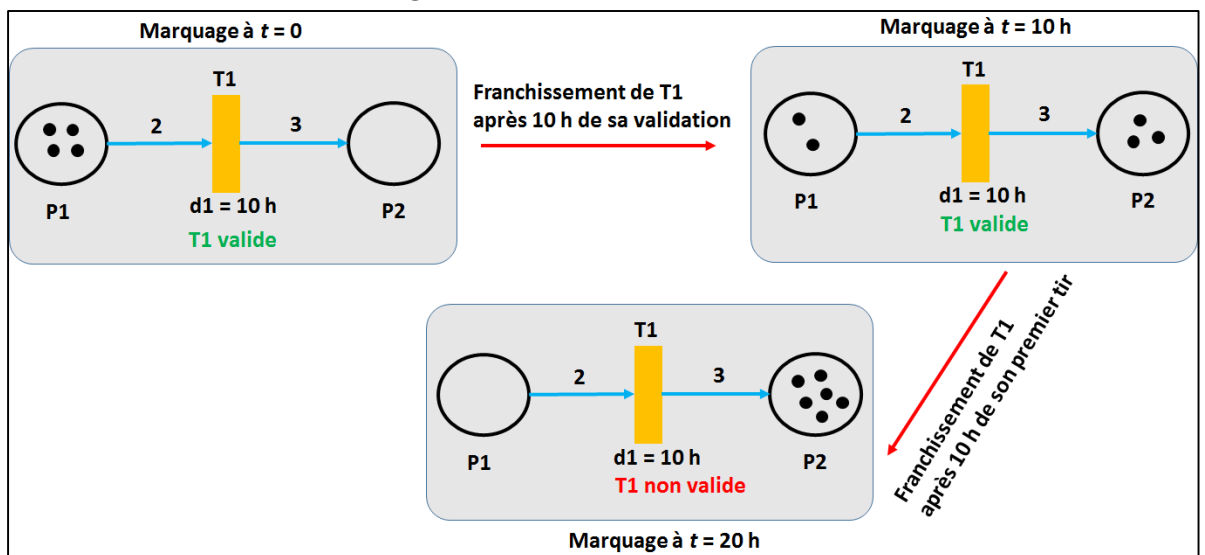 Marquage à t = 0
T1
2
3
P1
d1 = 10 h
P2
T1 valide
Franchissement de T1
après 10 h de sa validation
Marquage à t = 10 h
T1
2
3
P1
d1 = 10 h
P2
T1 valide
Franchissement de T1
après 10 h de son premier tir
T1
2
3
P1
d1 = 10 h
P2
T1 non valide
Marquage à t = 20 h